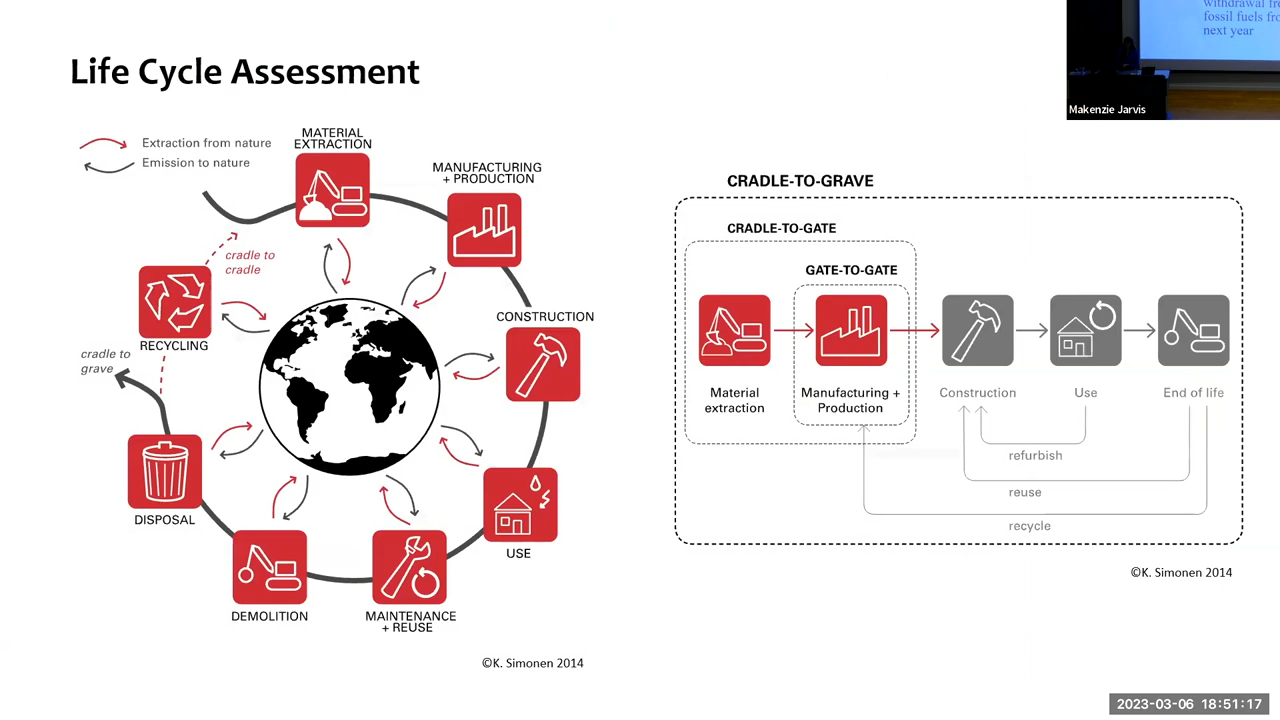 Life Cycle Assessment
Extraction from nature
Emission to nature
MATERIAL
EXTRACTION
MANUFACTURING
+ PRODUCTION
CONSTRUCTION
USE
MAINTENANCE
+ REUSE
DEMOLITION
DISPOSAL
cradle to
grave
RECYCLING
cradle to
cradle
©K. Simonen 2014
CRADLE-TO-GRAVE
CRADLE-TO-GATE
GATE-TO-GATE
Material
extraction
Manufacturing +
Production
Construction
Use
End of life
refurbish
reuse
recycle
©K. Simonen 2014
withdrawal
fossil fuels
next year
Makenzie Jarvis
2023-03-06 18:51:17